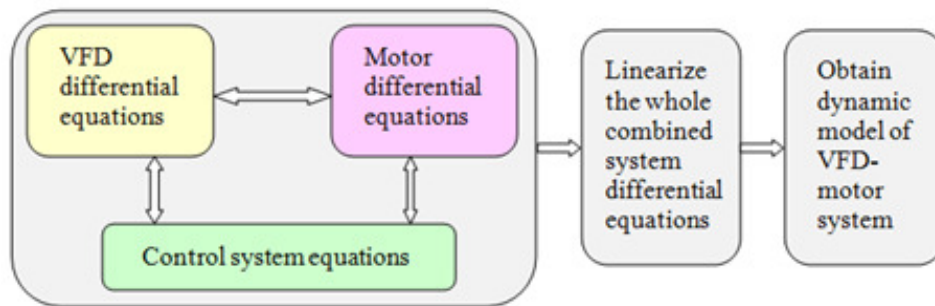 VFD
differential
equations
Motor
differential
equations
Control system equations
Linearize
the whole
combined
system
differential
equations
Obtain
dynamic
model of
VFD-
motor
system